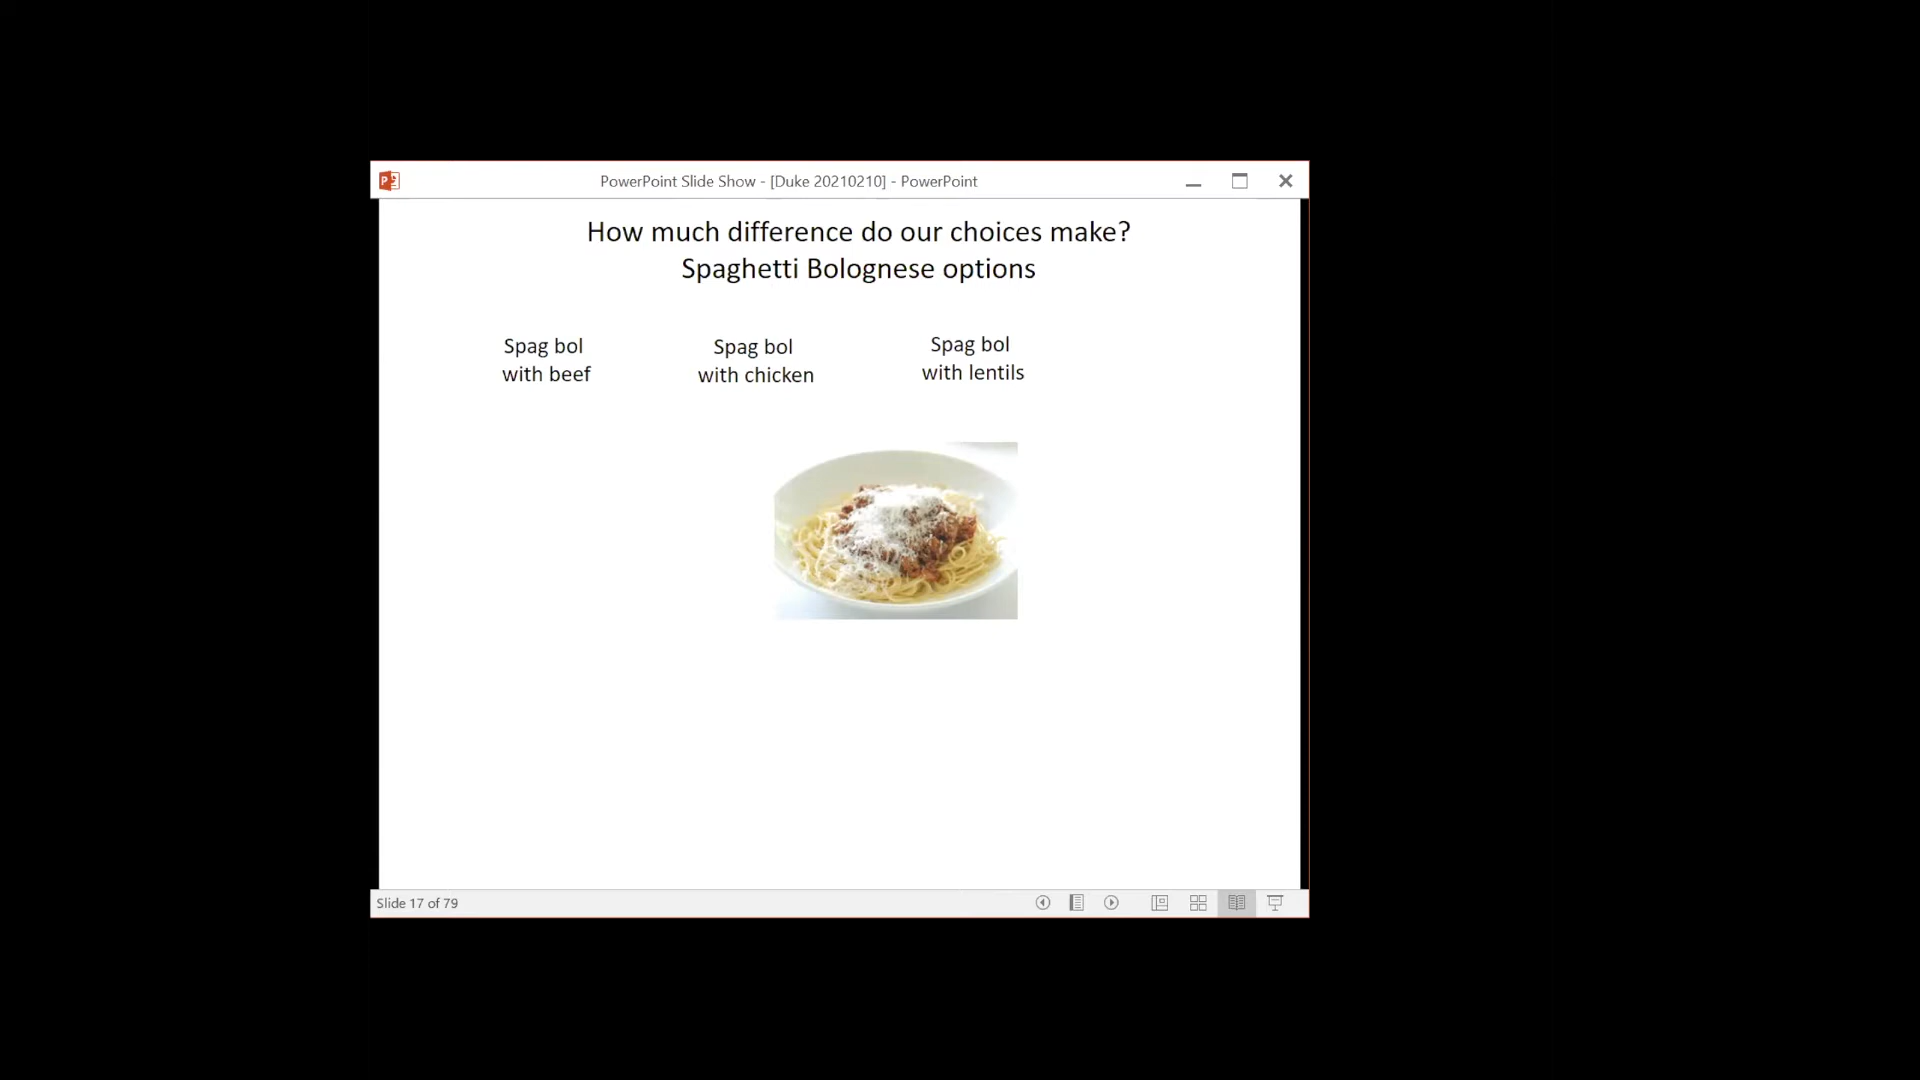 PowerPoint Slide Show - [Duke 20210210] - PowerPoint
How much difference do our choices make?
Spaghetti Bolognese options
Spag bol
with beef
Spag bol
with chicken
Spag bol
with lentils
Slide 17 of 79